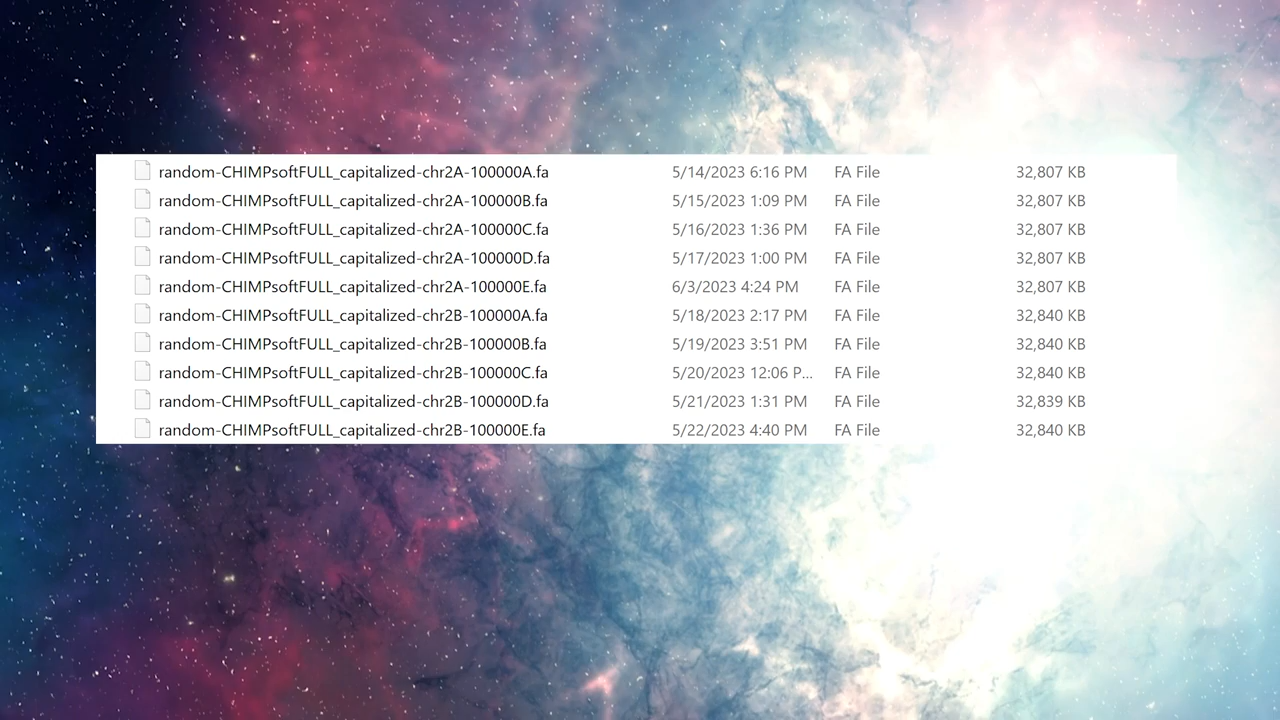 random-CHIMPsoftFULL_capitalized-chr2A-100000A.fa 5/14/2023 6:16 PM FA File 32,807 KB
random-CHIMPsoftFULL_capitalized-chr2A-100000B.fa 5/15/2023 1:09 PM FA File 32,807 KB
random-CHIMPsoftFULL_capitalized-chr2A-100000C.fa 5/16/2023 1:36 PM FA File 32,807 KB
random-CHIMPsoftFULL_capitalized-chr2A-100000D.fa 5/17/2023 1:00 PM FA File 32,807 KB
random-CHIMPsoftFULL_capitalized-chr2A-100000E.fa 6/3/2023 4:24 PM FA File 32,807 KB
random-CHIMPsoftFULL_capitalized-chr2B-100000A.fa 5/18/2023 2:17 PM FA File 32,840 KB
random-CHIMPsoftFULL_capitalized-chr2B-100000B.fa 5/19/2023 3:51 PM FA File 32,840 KB
random-CHIMPsoftFULL_capitalized-chr2B-100000C.fa 5/20/2023 12:06 P... FA File 32,840 KB
random-CHIMPsoftFULL_capitalized-chr2B-100000D.fa 5/21/2023 1:31 PM FA File 32,839 KB
random-CHIMPsoftFULL_capitalized-chr2B-100000E.fa 5/22/2023 4:40 PM FA File 32,840 KB